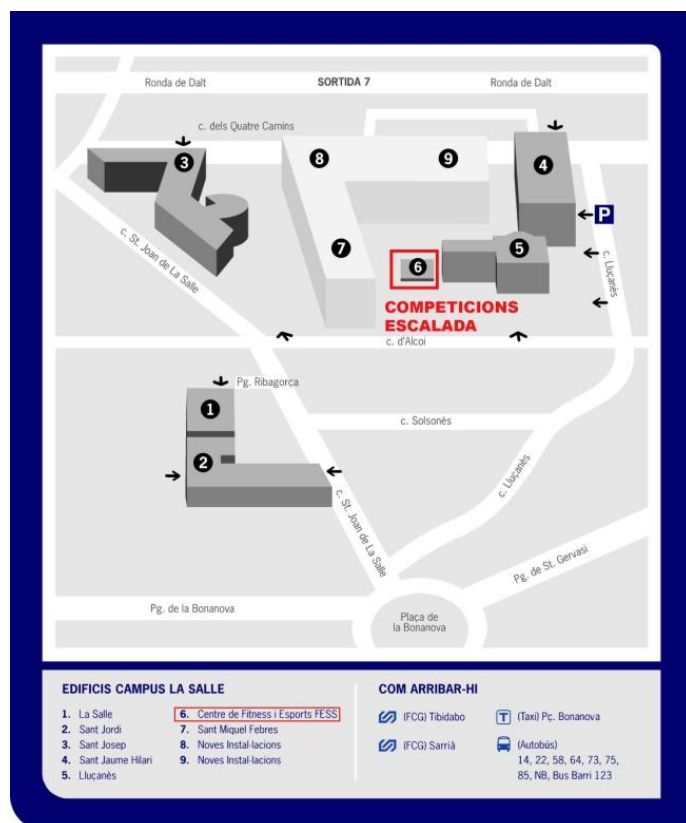 Ronda de Dalt
SORTIDA 7
Ronda de Dalt
c. dels Quatre Camins
3
8
9
4
P
c. St. Joan de La Salle
7
6
5
c. Lluçanès
COMPETICIONS
ESCALADA
c. d'Alcoi
Pg. Ribagorça
1
c. Solsonès
2
c. Lluçanès
c. St. Joan de La Salle
Pg. de St. Gervasi
Pg. de la Bonanova
Plaça de
la Bonanova
EDIFICIS CAMPUS LA SALLE
1. La Salle
2. Sant Jordi
3. Sant Josep
4. Sant Jaume Hilari
5. Lluçanès
6. Centre de Fitness i Esports FESS
7. Sant Miquel Febres
8. Noves Instal·lacions
9. Noves Instal·lacions
COM ARRIBAR-HI
(FCG) Tibidabo
(FCG) Sarrià
T (Taxi) Pç. Bonanova
(Autobús)
14, 22, 58, 64, 73, 75,
85, NB, Bus Barri 123